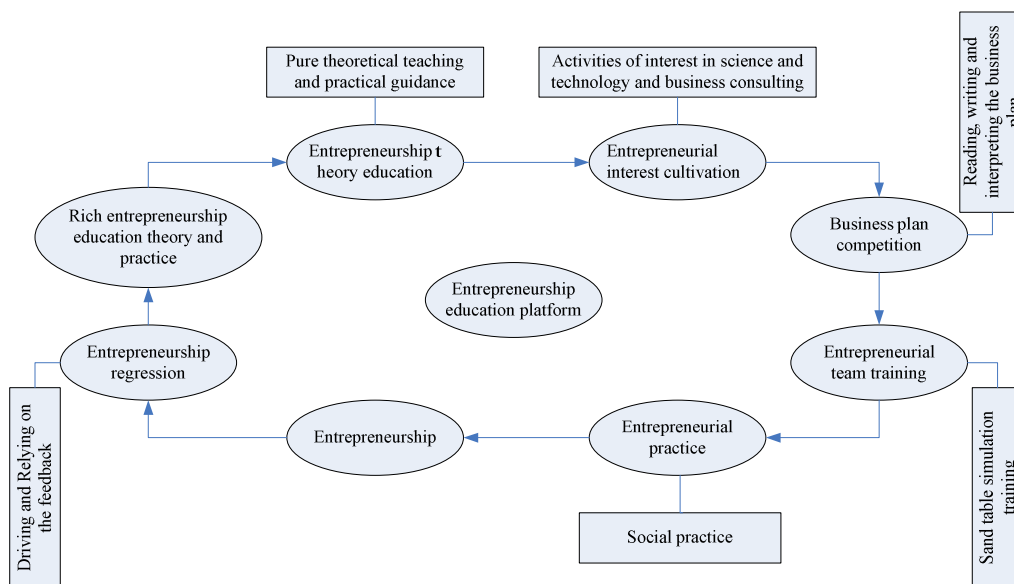 Pure theoretical teaching
and practical guidance
Activities of interest in science and
technology and business consulting
Reading, writing and
interpreting the business
plan
Entrepreneurship t
heory education
Entrepreneurial
interest cultivation
Rich entrepreneurship
education theory and
practice
Business plan
competition
Entrepreneurship
education platform
Entrepreneurship
regression
Entrepreneurial
team training
Driving and Relying on
the feedback
Entrepreneurship
Entrepreneurial
practice
Sand table simulation
training
Social practice